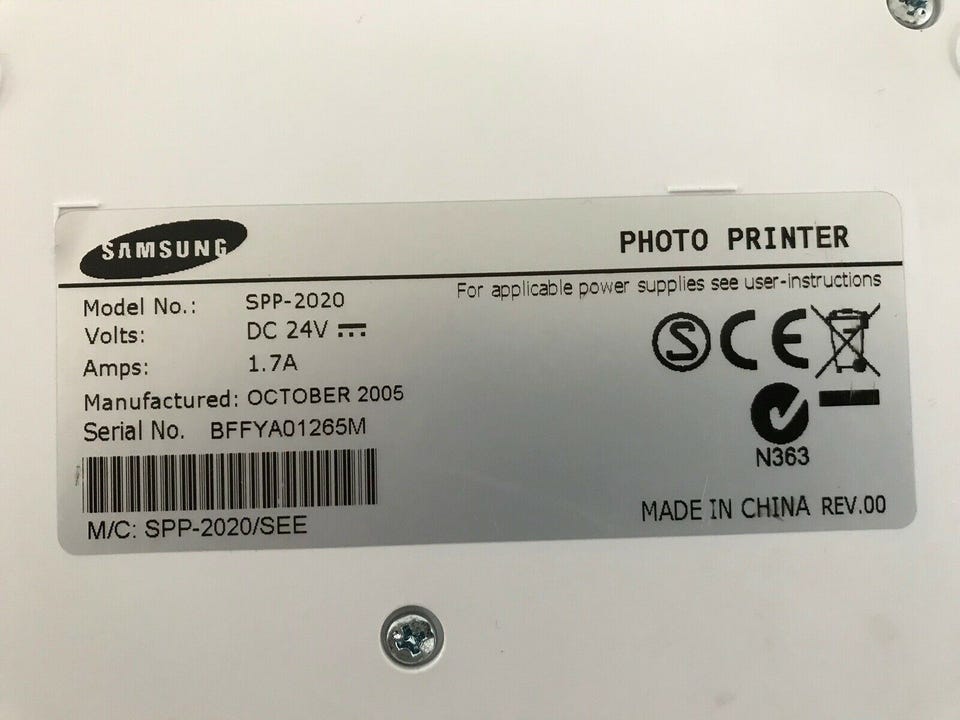 SAMSUNG
PHOTO PRINTER
For applicable power supplies see user-instructions
Model No.: SPP-2020
Volts: DC 24V
Amps: 1.7A
Manufactured: OCTOBER 2005
Serial No. BFFYA01265M
M/C: SPP-2020/SEE
S CE
N363
MADE IN CHINA REV.00